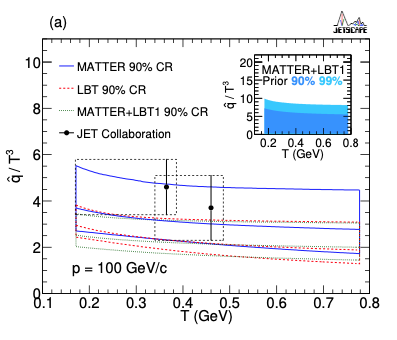 (a)
JETSCAPE
MATTER 90% CR
LBT 90% CR
MATTER+LBT1 90% CR
JET Collaboration
MATTER+LBT1
Prior 90% 99%
q̂ / T³
20
15
10
5
0
0.2 0.4 0.6 0.8
T (GeV)
q̂ / T³
10
8
6
4
2
0
p = 100 GeV/c
0.1 0.2 0.3 0.4 0.5 0.6 0.7 0.8
T (GeV)